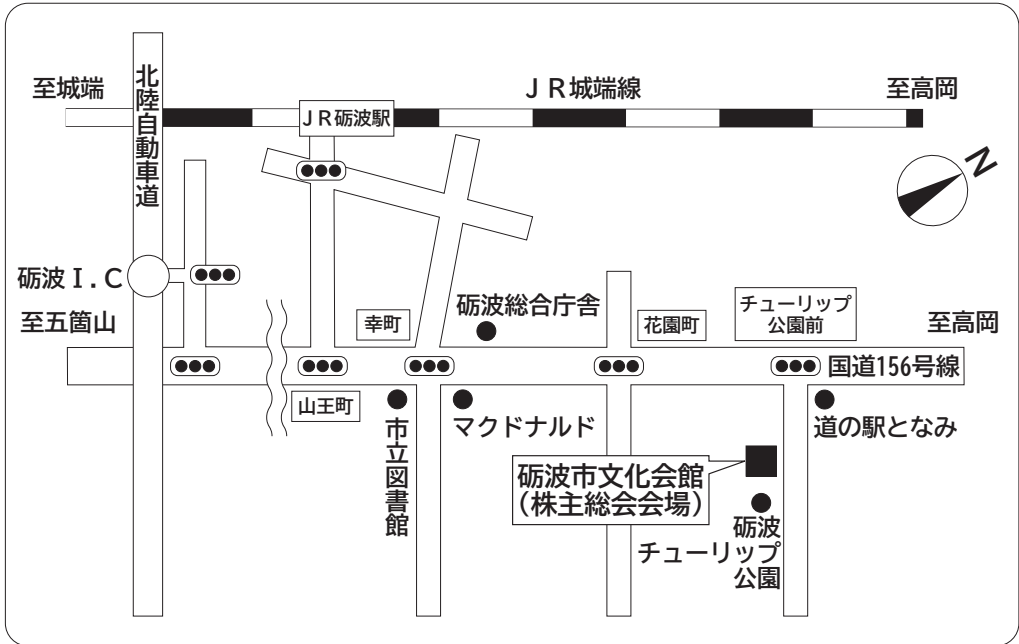 至城端
北陸自動車道
ＪＲ城端線
至高岡
ＪＲ砺波駅
N
砺波Ｉ.Ｃ
至五箇山
幸町
砺波総合庁舎
花園町
チューリップ
公園前
至高岡
国道156号線
山王町
市立図書館
マクドナルド
道の駅となみ
砺波市文化会館
（株主総会会場）
砺波
チューリップ
公園